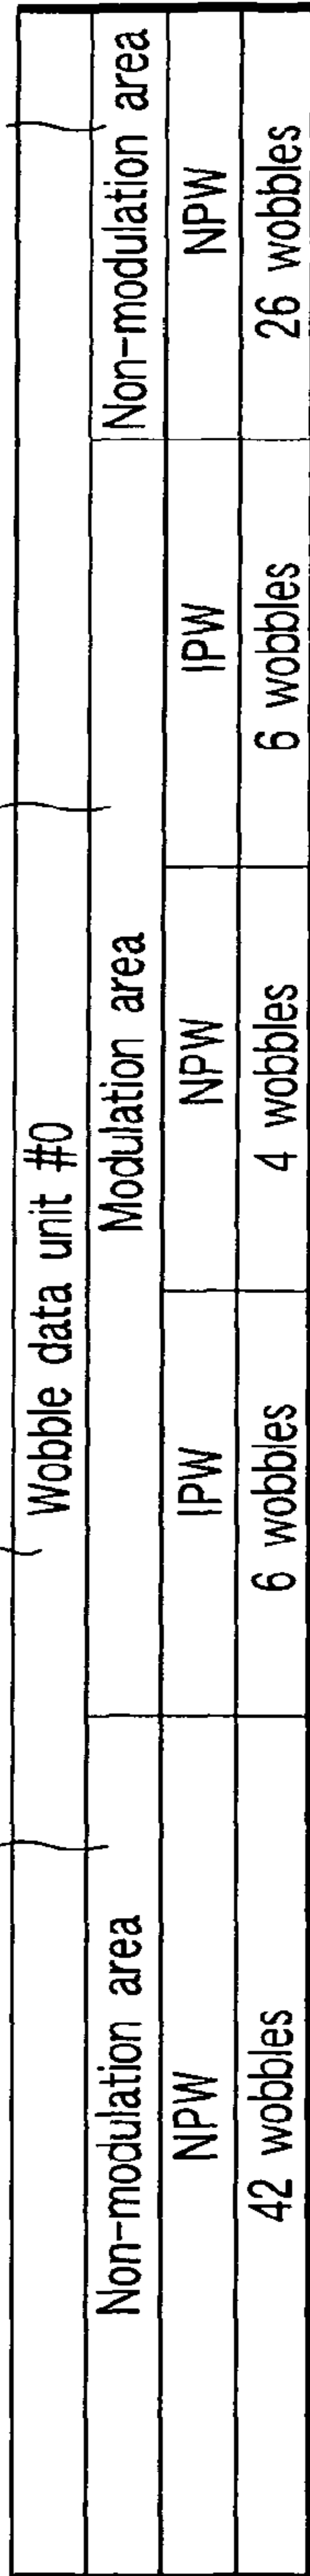 Wobble data unit #0
Non-modulation area Modulation area Non-modulation area
NPW IPW NPW IPW NPW
42 wobbles 6 wobbles 4 wobbles 6 wobbles 26 wobbles